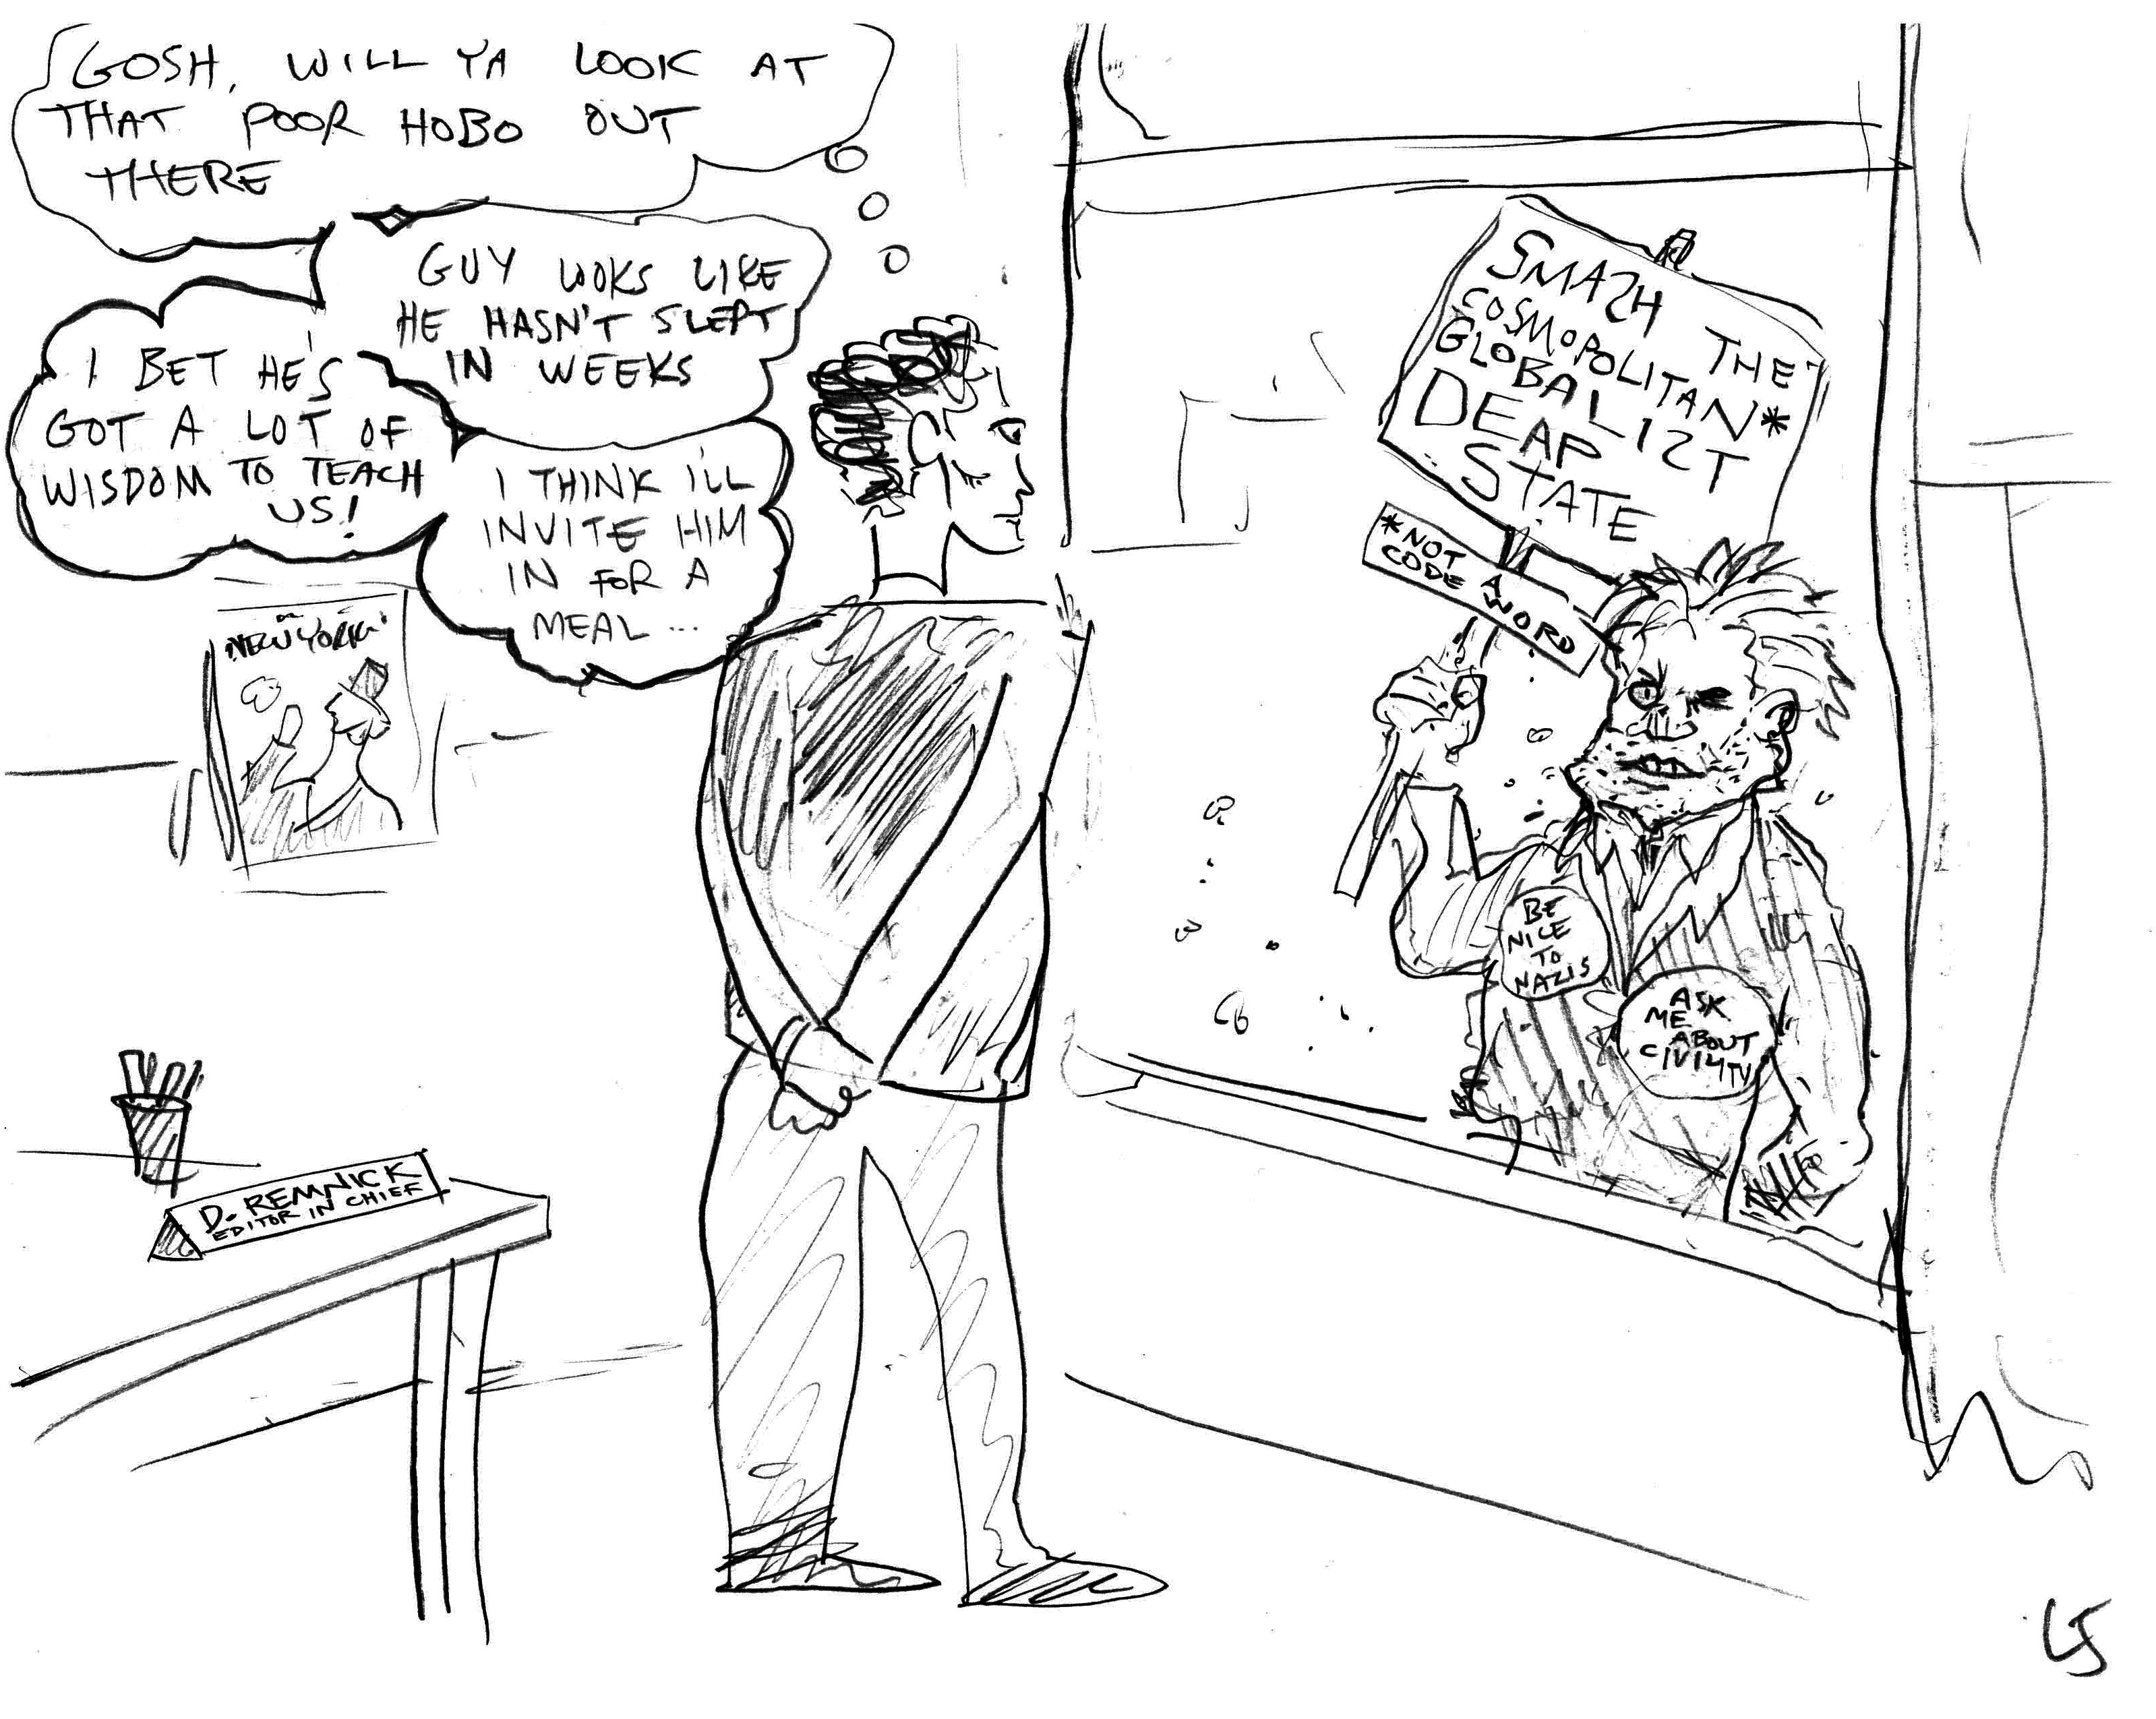 GOSH, WILL YA LOOK AT
THAT POOR HOBO OUT
THERE
GUY LOOKS LIKE
HE HASN'T SLEPT
IN WEEKS
I BET HE'S
GOT A LOT OF
WISDOM TO TEACH
US!
I THINK I'LL
INVITE HIM
IN FOR A
MEAL...
NEW YORKER
D. REMNICK
EDITOR IN CHIEF
SMASH THE
COSMOPOLITAN*
GLOBALIST
DEAP
STATE
*NOT A
CODE WORD
BE
NICE
TO
NAZIS
ASK
ME
ABOUT
CIVILITY
LS